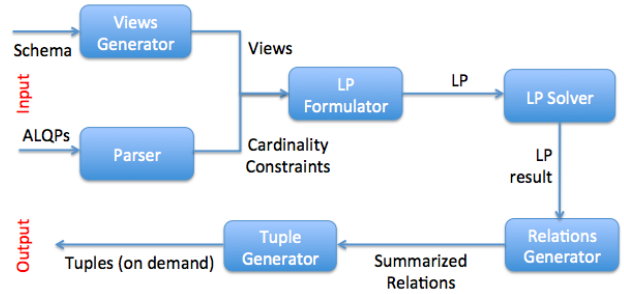 Views
Generator
Schema
Views
Input
LP
Formulator
LP
LP Solver
ALQPs
Parser
Cardinality
Constraints
LP
result
Output
Tuple
Generator
Relations
Generator
Tuples (on demand)
Summarized
Relations